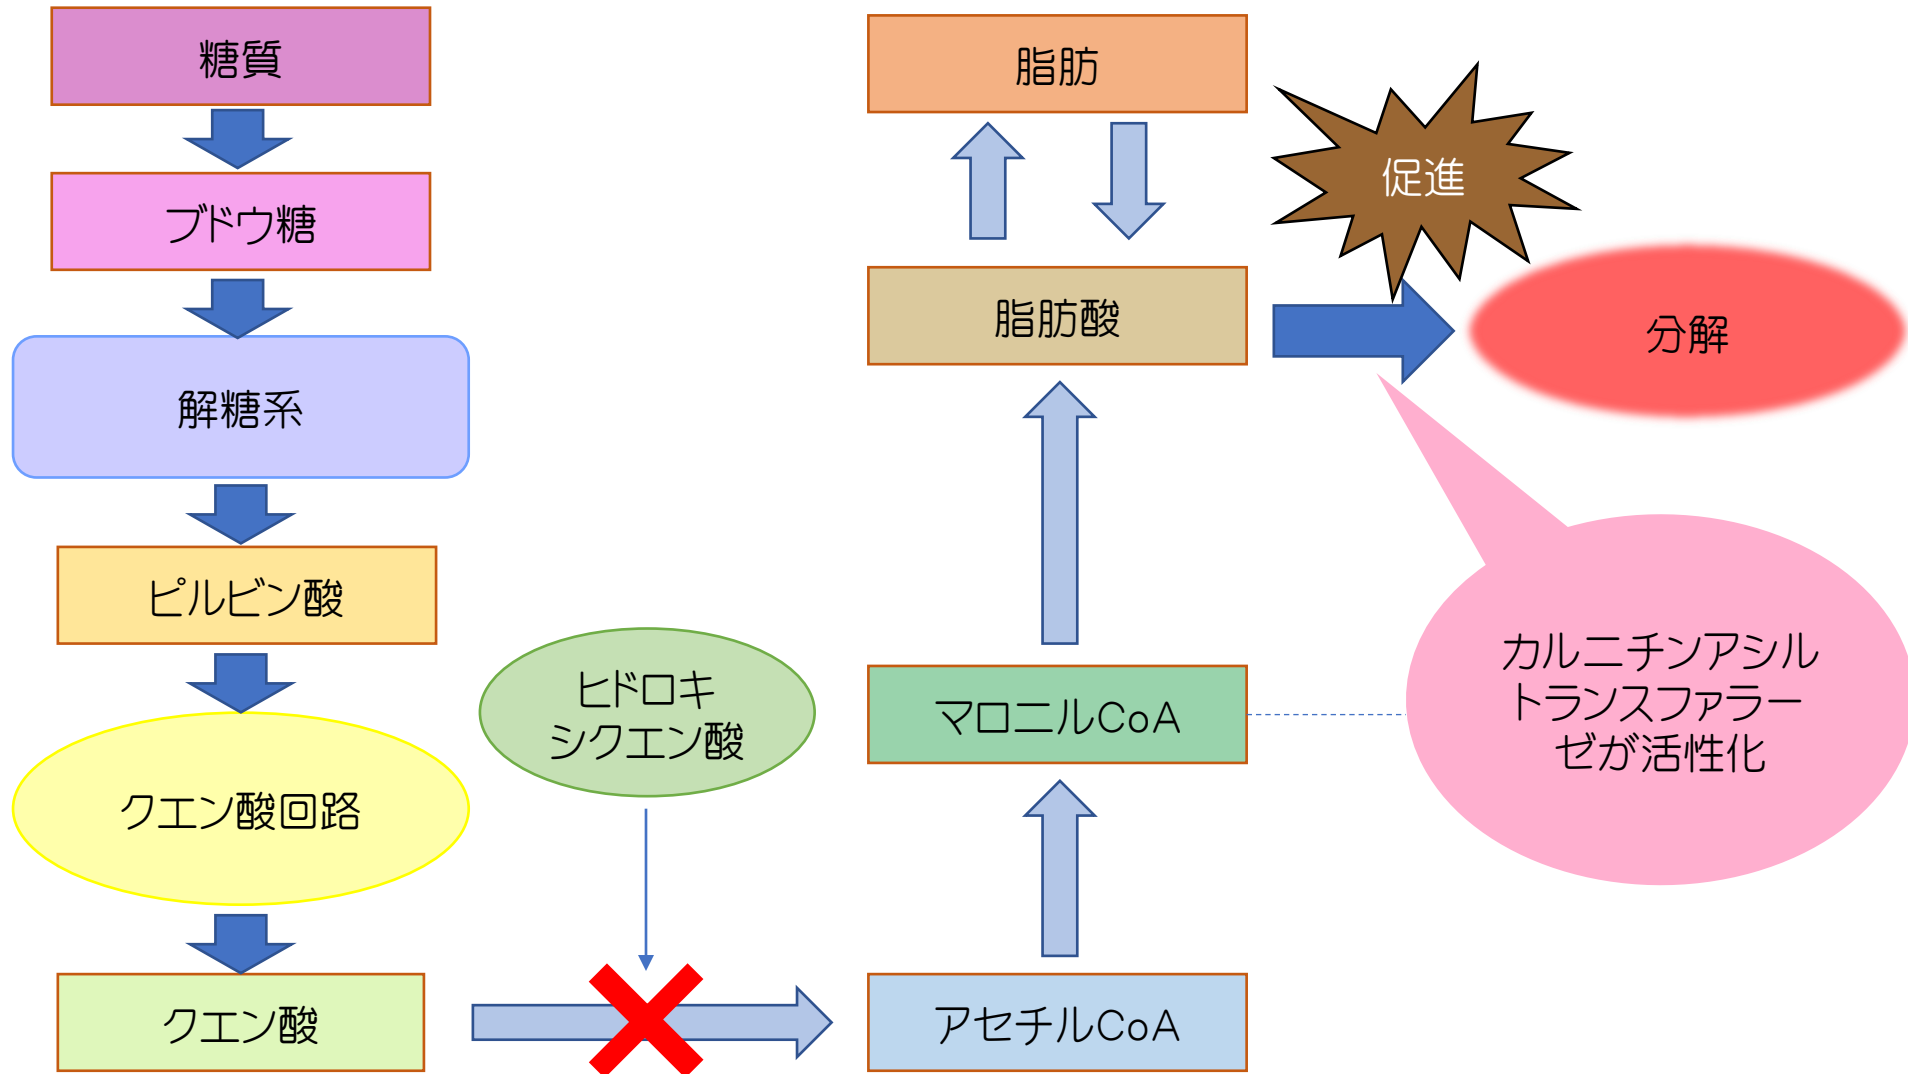 糖質
ブドウ糖
解糖系
ピルビン酸
クエン酸回路
クエン酸
ヒドロキ
シクエン酸
脂肪
脂肪酸
マロニルCoA
アセチルCoA
促進
分解
カルニチンアシル
トランスファラー
ゼが活性化